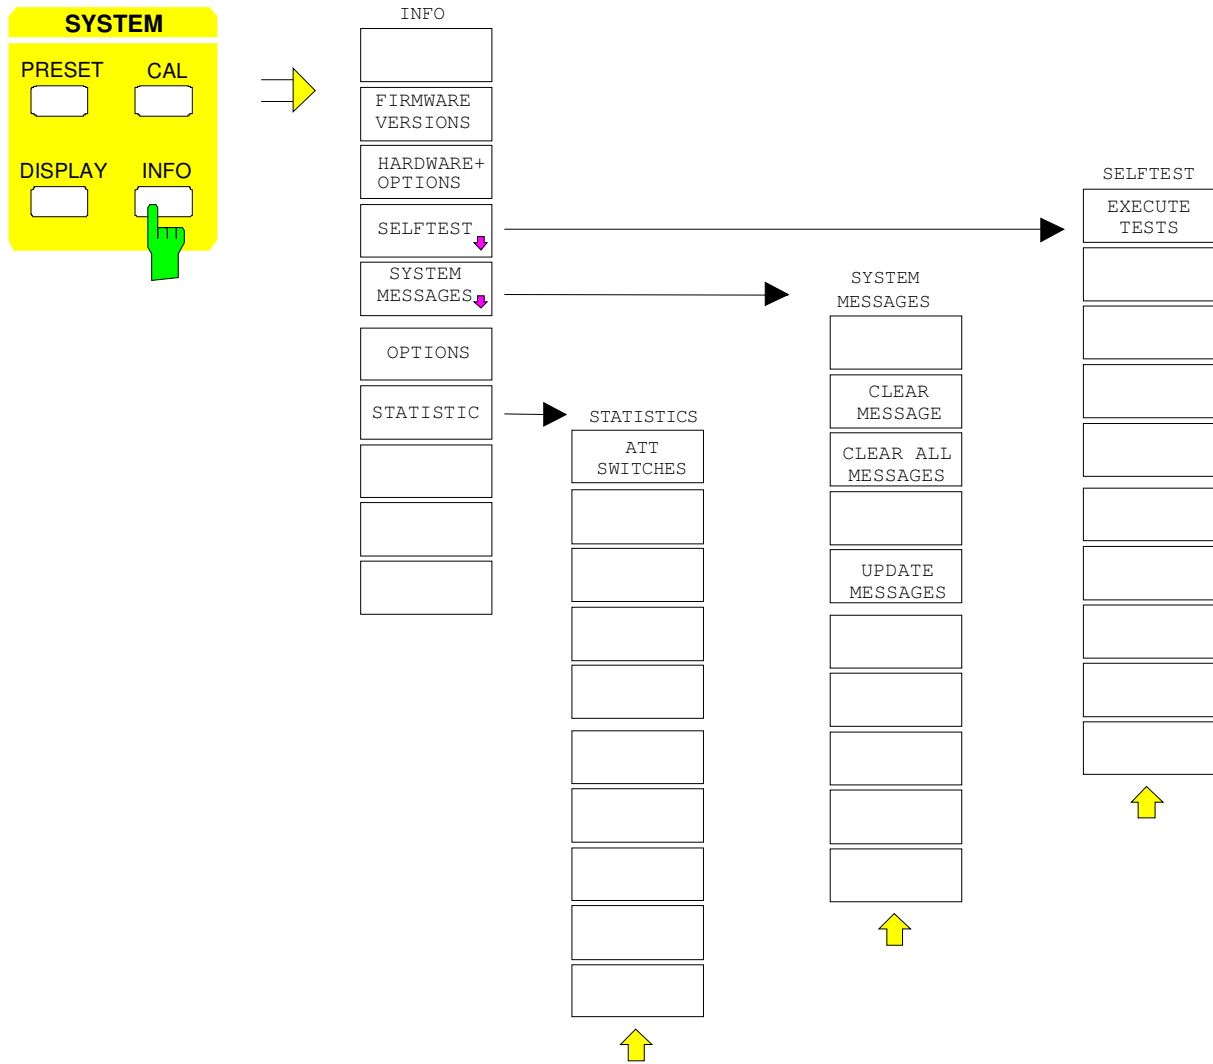 SYSTEM
PRESET
CAL
DISPLAY
INFO
INFO
FIRMWARE
VERSIONS
HARDWARE+
OPTIONS
SELFTEST
SYSTEM
MESSAGES
OPTIONS
STATISTIC
STATISTICS
ATT
SWITCHES
SYSTEM
MESSAGES
CLEAR
MESSAGE
CLEAR ALL
MESSAGES
UPDATE
MESSAGES
SELFTEST
EXECUTE
TESTS